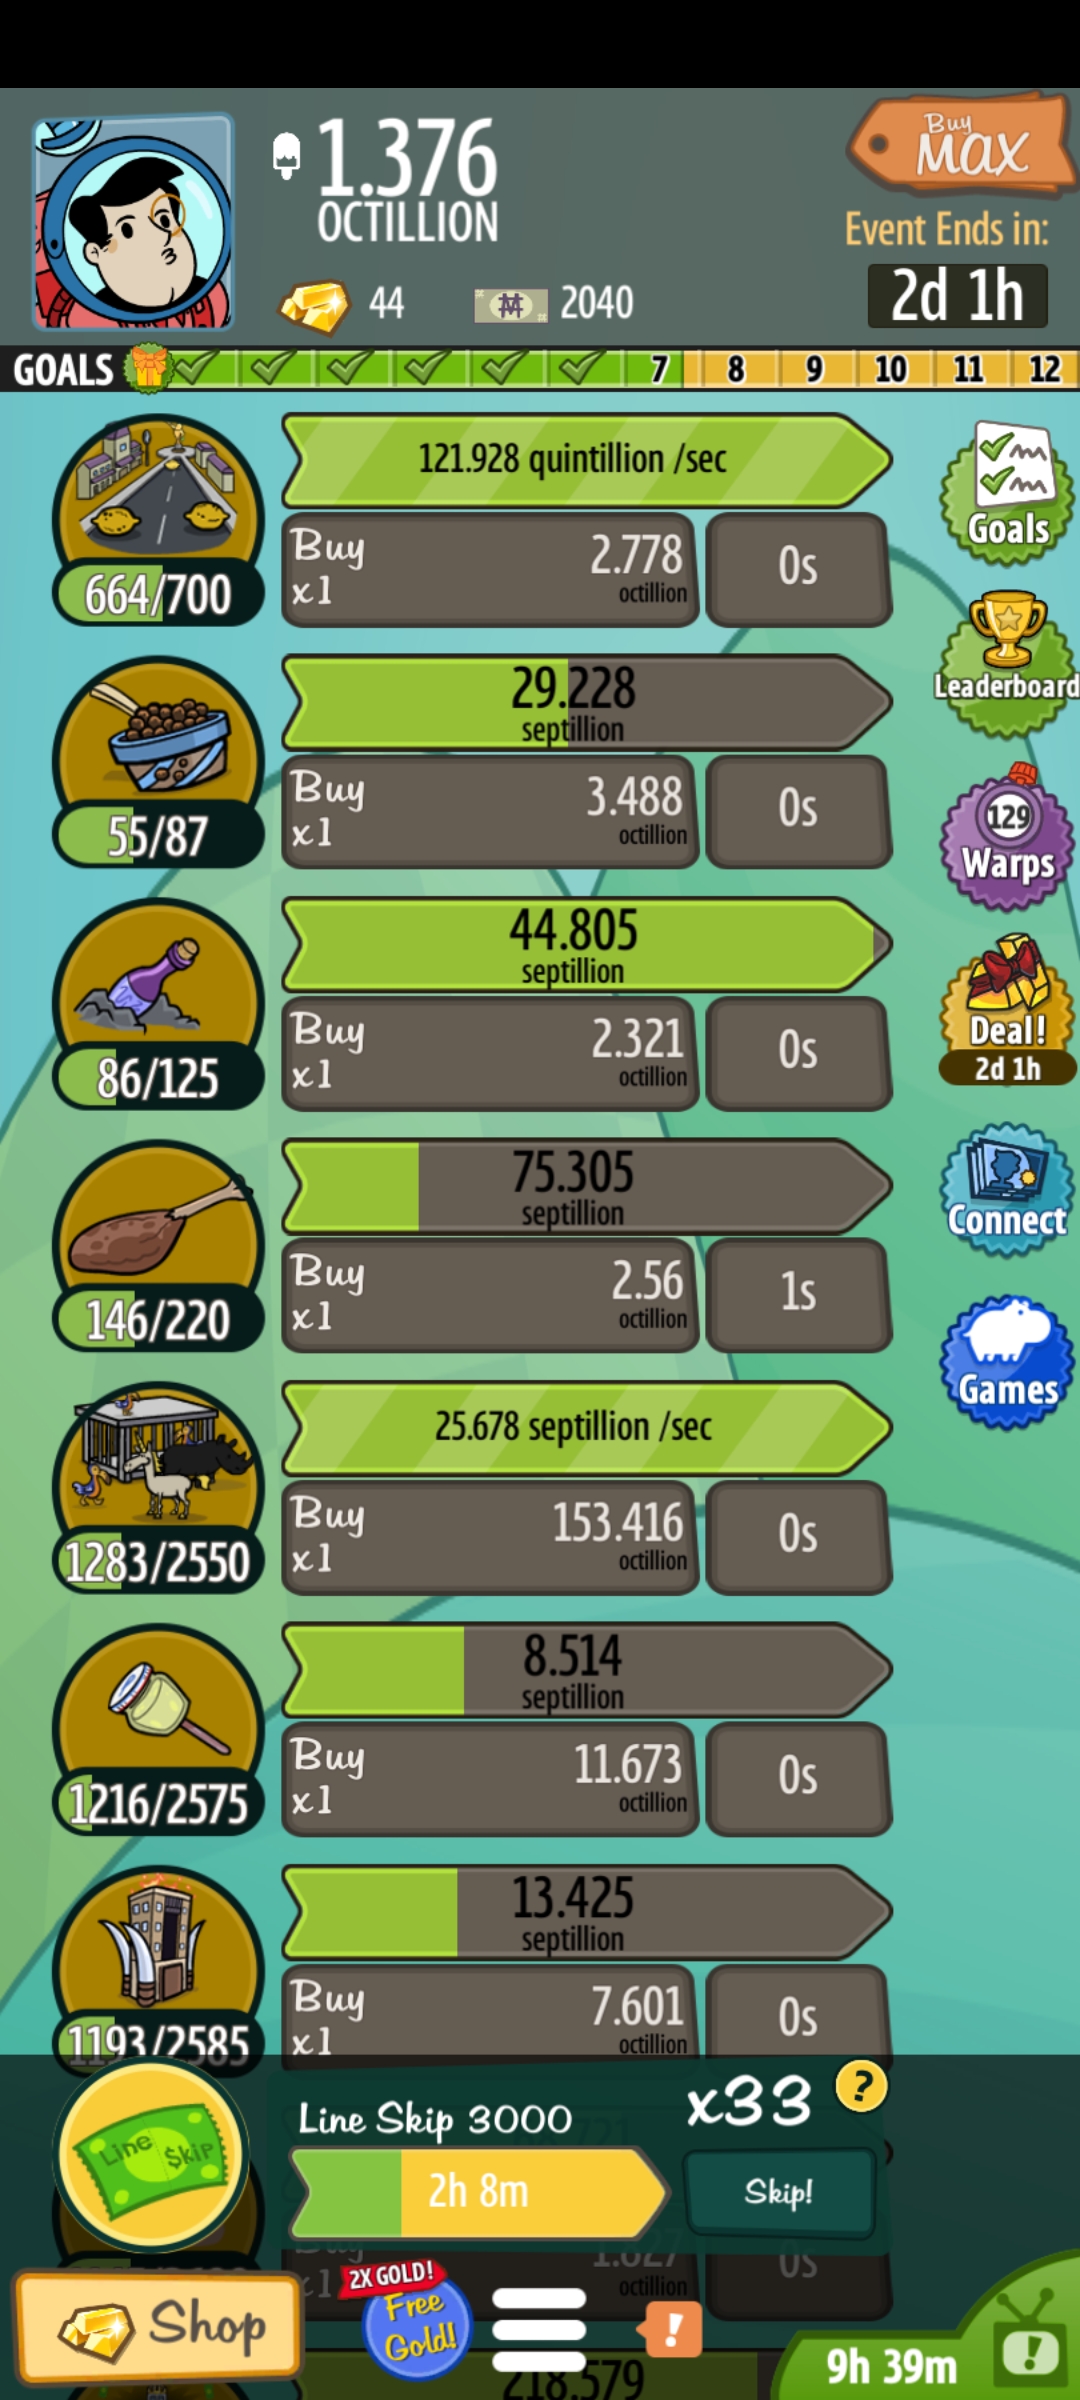 1.376
OCTILLION
Buy
MAX
Event Ends in:
2d 1h
44
2040
GOALS
7 8 9 10 11 12
121.928 quintillion /sec
Buy
x1
2.778
octillion
0s
664/700
Goals
Leaderboard
29.228
septillion
Buy
x1
3.488
octillion
0s
55/87
129
Warps
44.805
septillion
Buy
x1
2.321
octillion
0s
86/125
Deal!
2d 1h
75.305
septillion
Buy
x1
2.56
octillion
1s
146/220
Connect
Games
25.678 septillion /sec
Buy
x1
153.416
octillion
0s
1283/2550
8.514
septillion
Buy
x1
11.673
octillion
0s
1216/2575
13.425
septillion
Buy
x1
7.601
octillion
0s
1193/2585
Line Skip
Line Skip 3000
x33
?
2h 8m
Skip!
octillion
0s
Shop
2X GOLD!
Free
Gold!
!
9h 39m
!
218.579